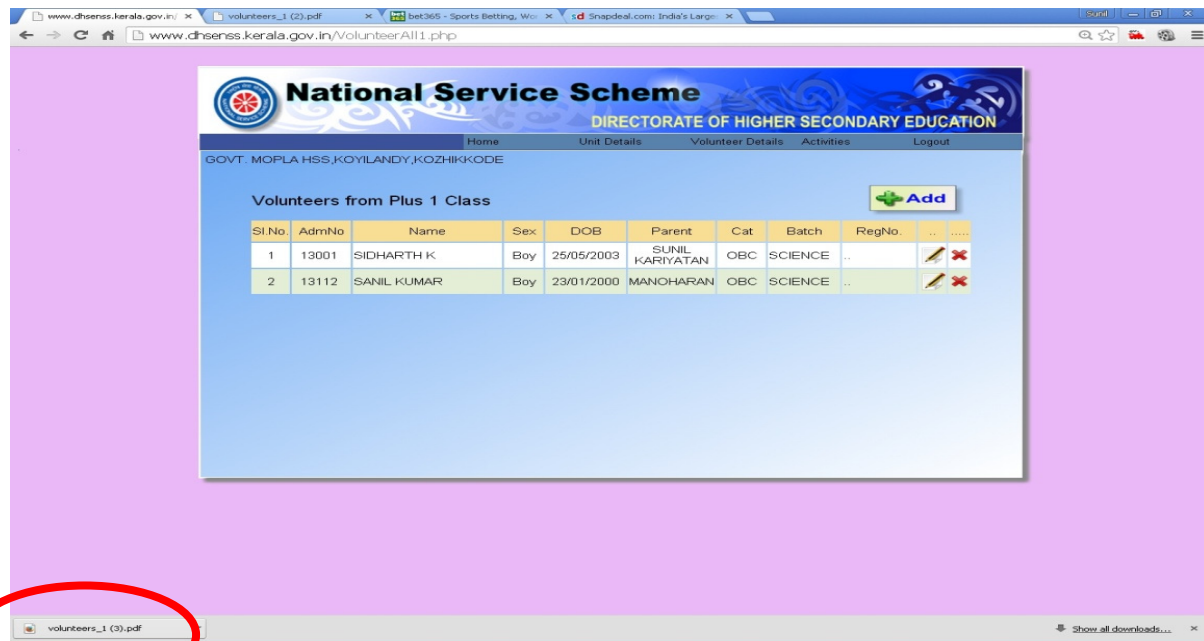 www.dhsenss.kerala.gov.in/
volunteers_1 (2).pdf
bet365 - Sports Betting, Wor
Snapdeal.com: India's Large
Sunil
www.dhsenss.kerala.gov.in/VolunteerAll1.php
National Service Scheme
DIRECTORATE OF HIGHER SECONDARY EDUCATION
Home Unit Details Volunteer Details Activities Logout
GOVT. MOPLA HSS,KOYILANDY,KOZHIKKODE
Volunteers from Plus 1 Class
Add
Sl.No. AdmNo Name Sex DOB Parent Cat Batch RegNo. .. .....
1 13001 SIDHARTH K Boy 25/05/2003 SUNIL KARIYATAN OBC SCIENCE ..
2 13112 SANIL KUMAR Boy 23/01/2000 MANOHARAN OBC SCIENCE ..
volunteers_1 (3).pdf
Show all downloads...